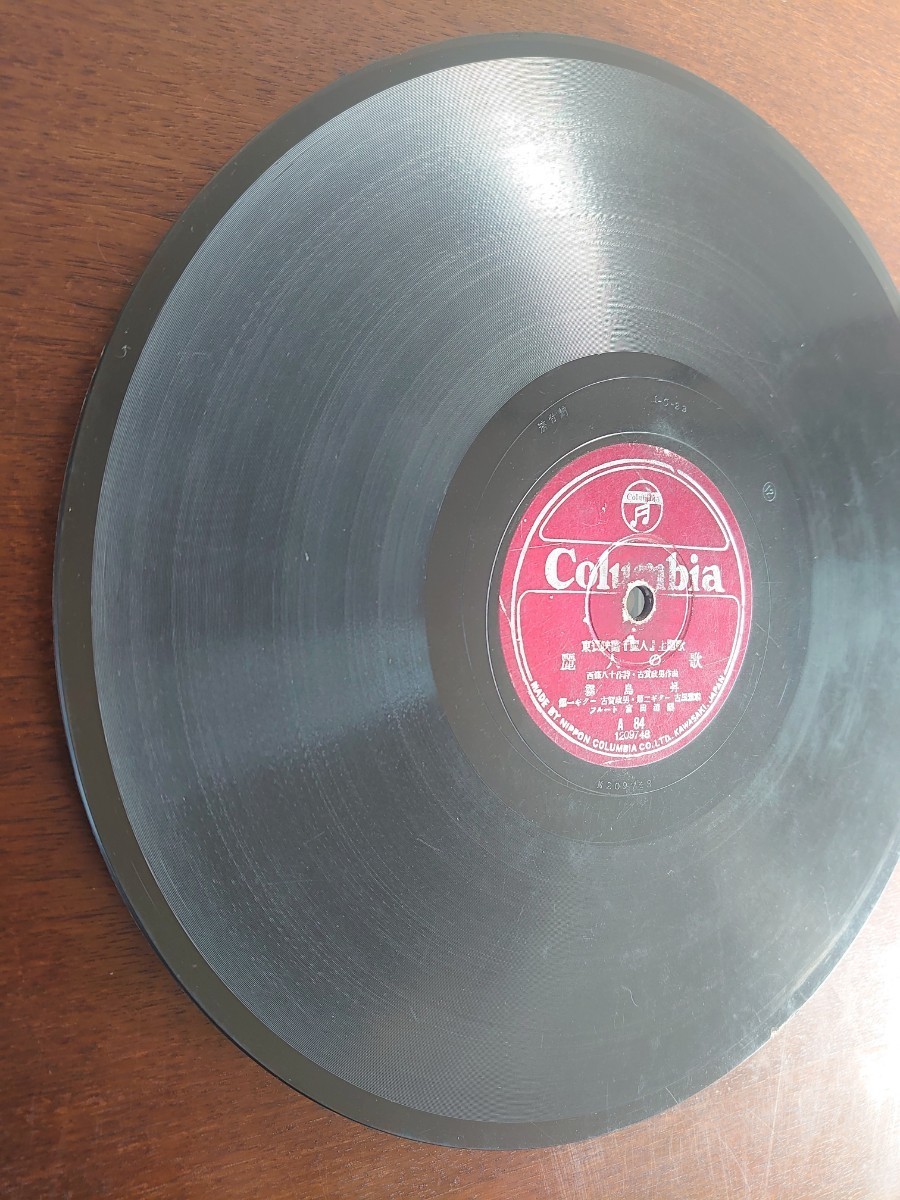 Columbia
Columbia
東宝映画『麗人』主題歌
麗人の歌
西條八十作詩・古賀政男作曲
霧島昇
第一ギター 古賀政男・第二ギター
フルート
A 84
1209748
MADE BY NIPPON COLUMBIA CO., LTD. KAWASAKI, JAPAN